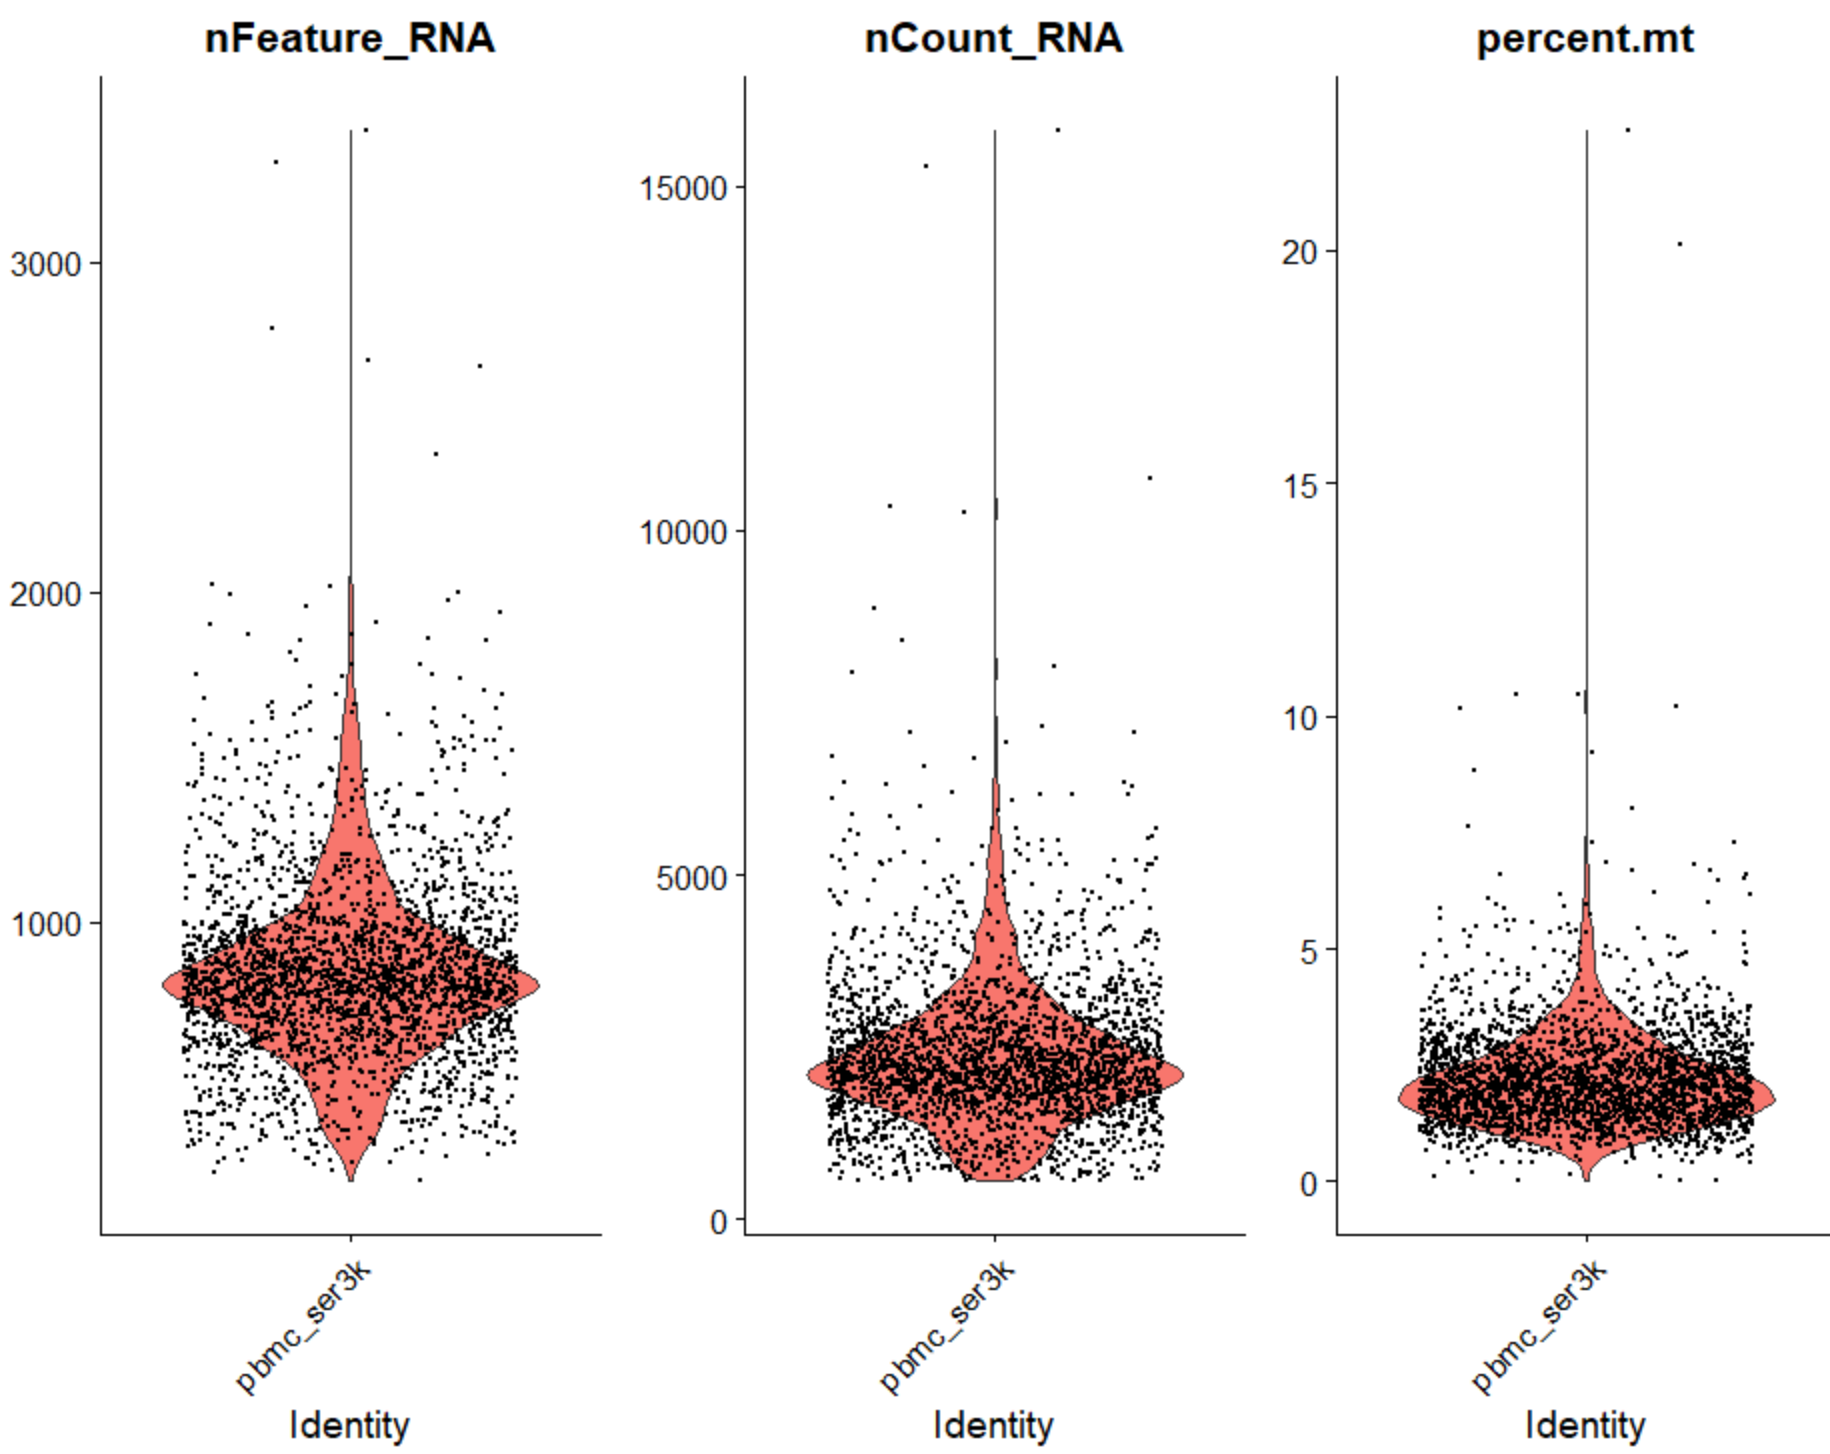 nFeature_RNA
3000
2000
1000
pbmc_ser3k
Identity
nCount_RNA
15000
10000
5000
0
pbmc_ser3k
Identity
percent.mt
20
15
10
5
0
pbmc_ser3k
Identity